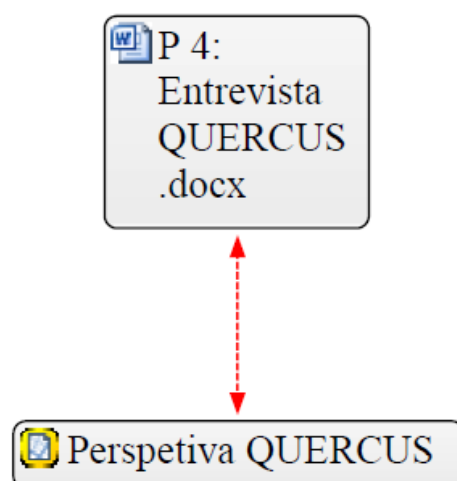 P 4:
Entrevista
QUERCUS
.docx
Perspetiva QUERCUS